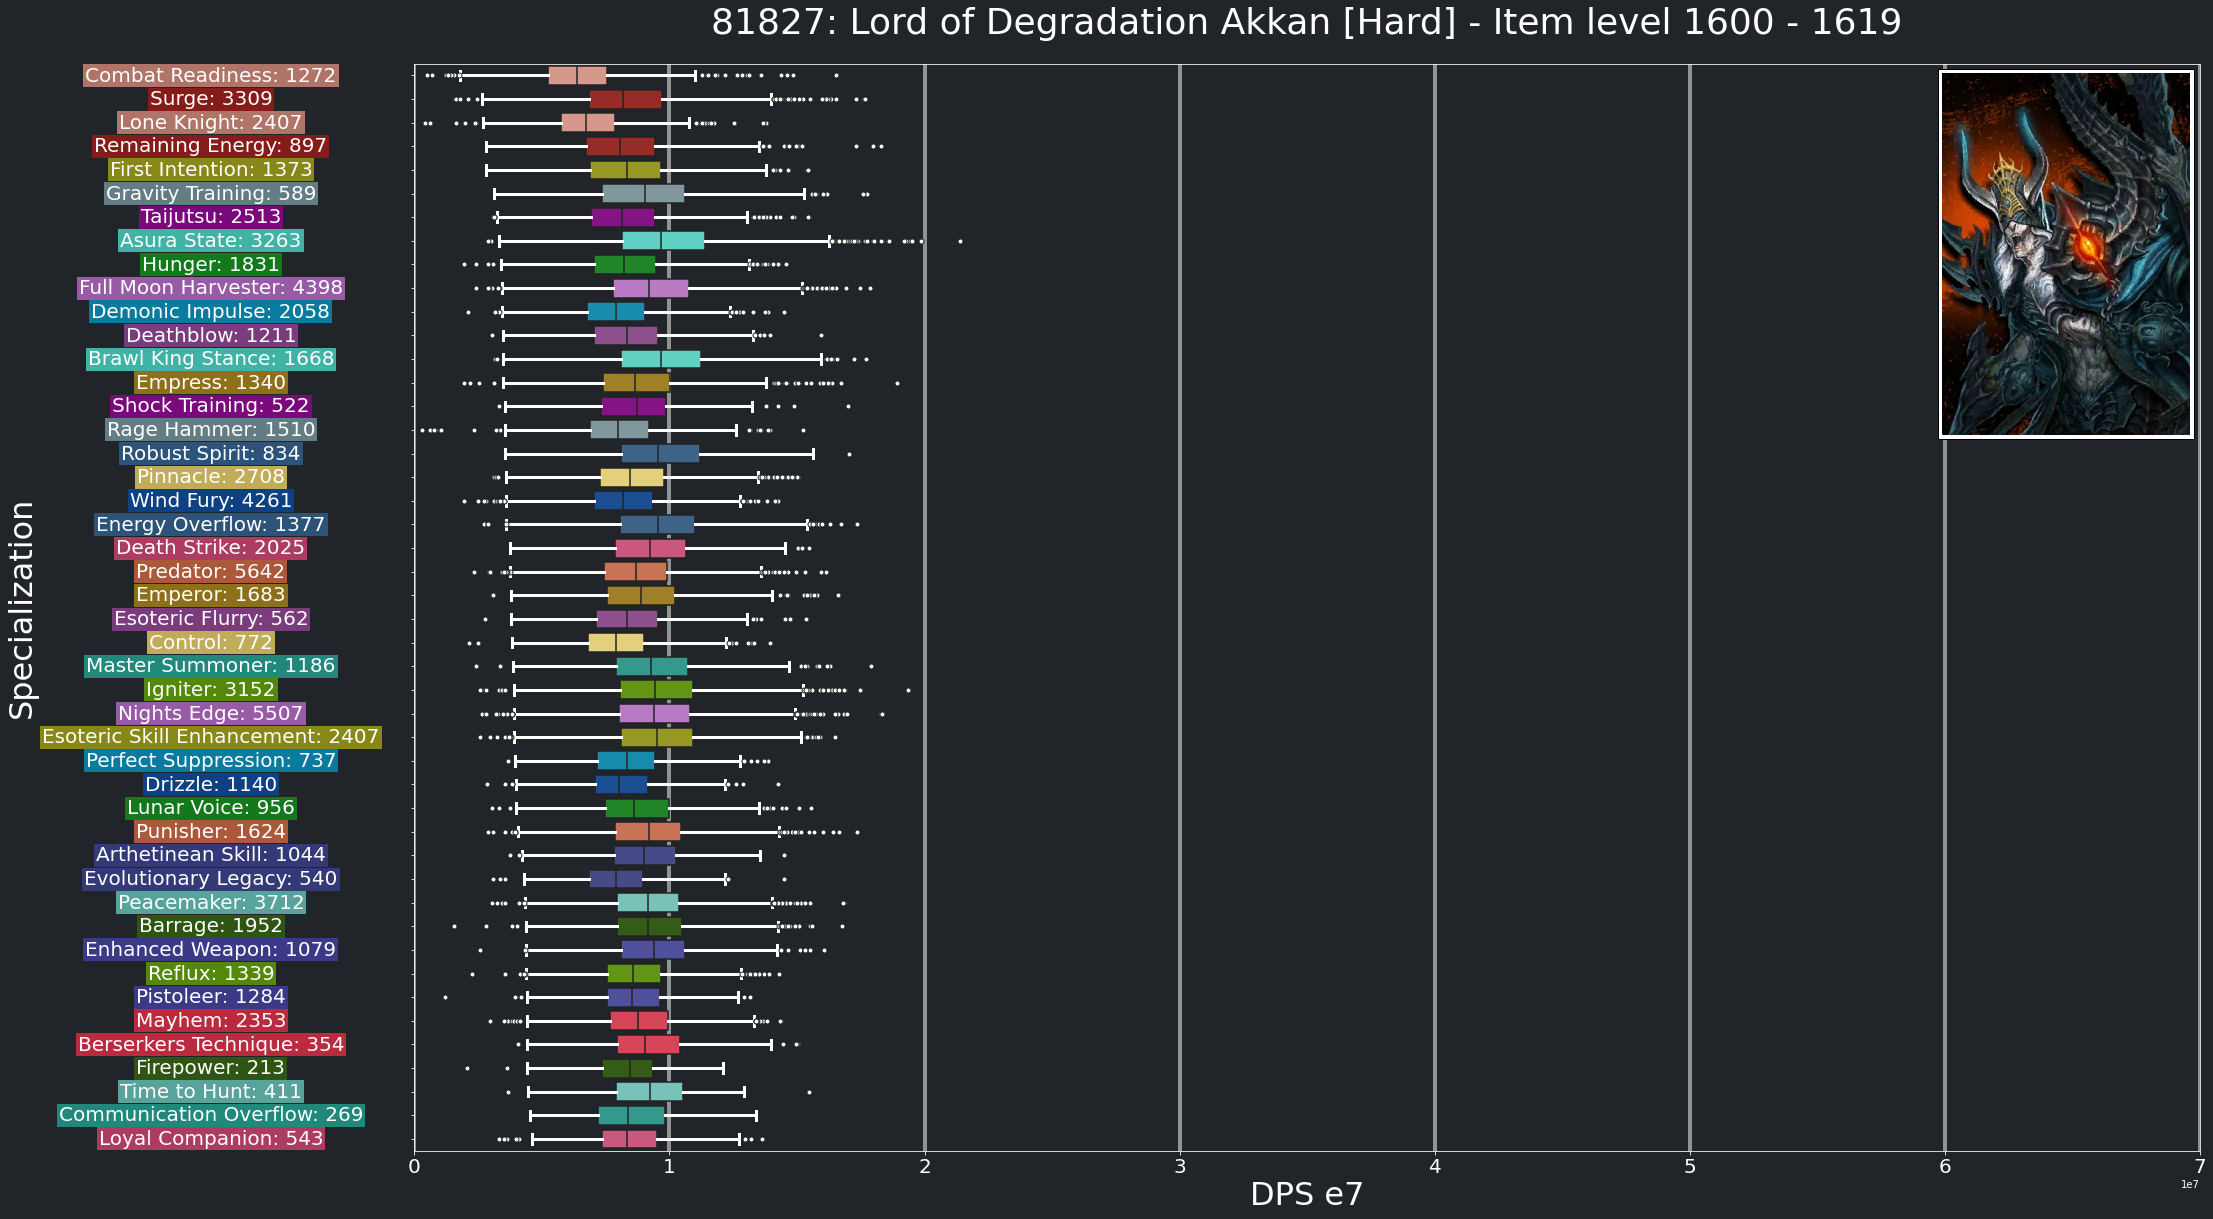 81827: Lord of Degradation Akkan [Hard] - Item level 1600 - 1619
Specialization
Combat Readiness: 1272
Surge: 3309
Lone Knight: 2407
Remaining Energy: 897
First Intention: 1373
Gravity Training: 589
Taijutsu: 2513
Asura State: 3263
Hunger: 1831
Full Moon Harvester: 4398
Demonic Impulse: 2058
Deathblow: 1211
Brawl King Stance: 1668
Empress: 1340
Shock Training: 522
Rage Hammer: 1510
Robust Spirit: 834
Pinnacle: 2708
Wind Fury: 4261
Energy Overflow: 1377
Death Strike: 2025
Predator: 5642
Emperor: 1683
Esoteric Flurry: 562
Control: 772
Master Summoner: 1186
Igniter: 3152
Nights Edge: 5507
Esoteric Skill Enhancement: 2407
Perfect Suppression: 737
Drizzle: 1140
Lunar Voice: 956
Punisher: 1624
Arthetinean Skill: 1044
Evolutionary Legacy: 540
Peacemaker: 3712
Barrage: 1952
Enhanced Weapon: 1079
Reflux: 1339
Pistoleer: 1284
Mayhem: 2353
Berserkers Technique: 354
Firepower: 213
Time to Hunt: 411
Communication Overflow: 269
Loyal Companion: 543
0 1 2 3 4 5 6 7
1e7
DPS e7